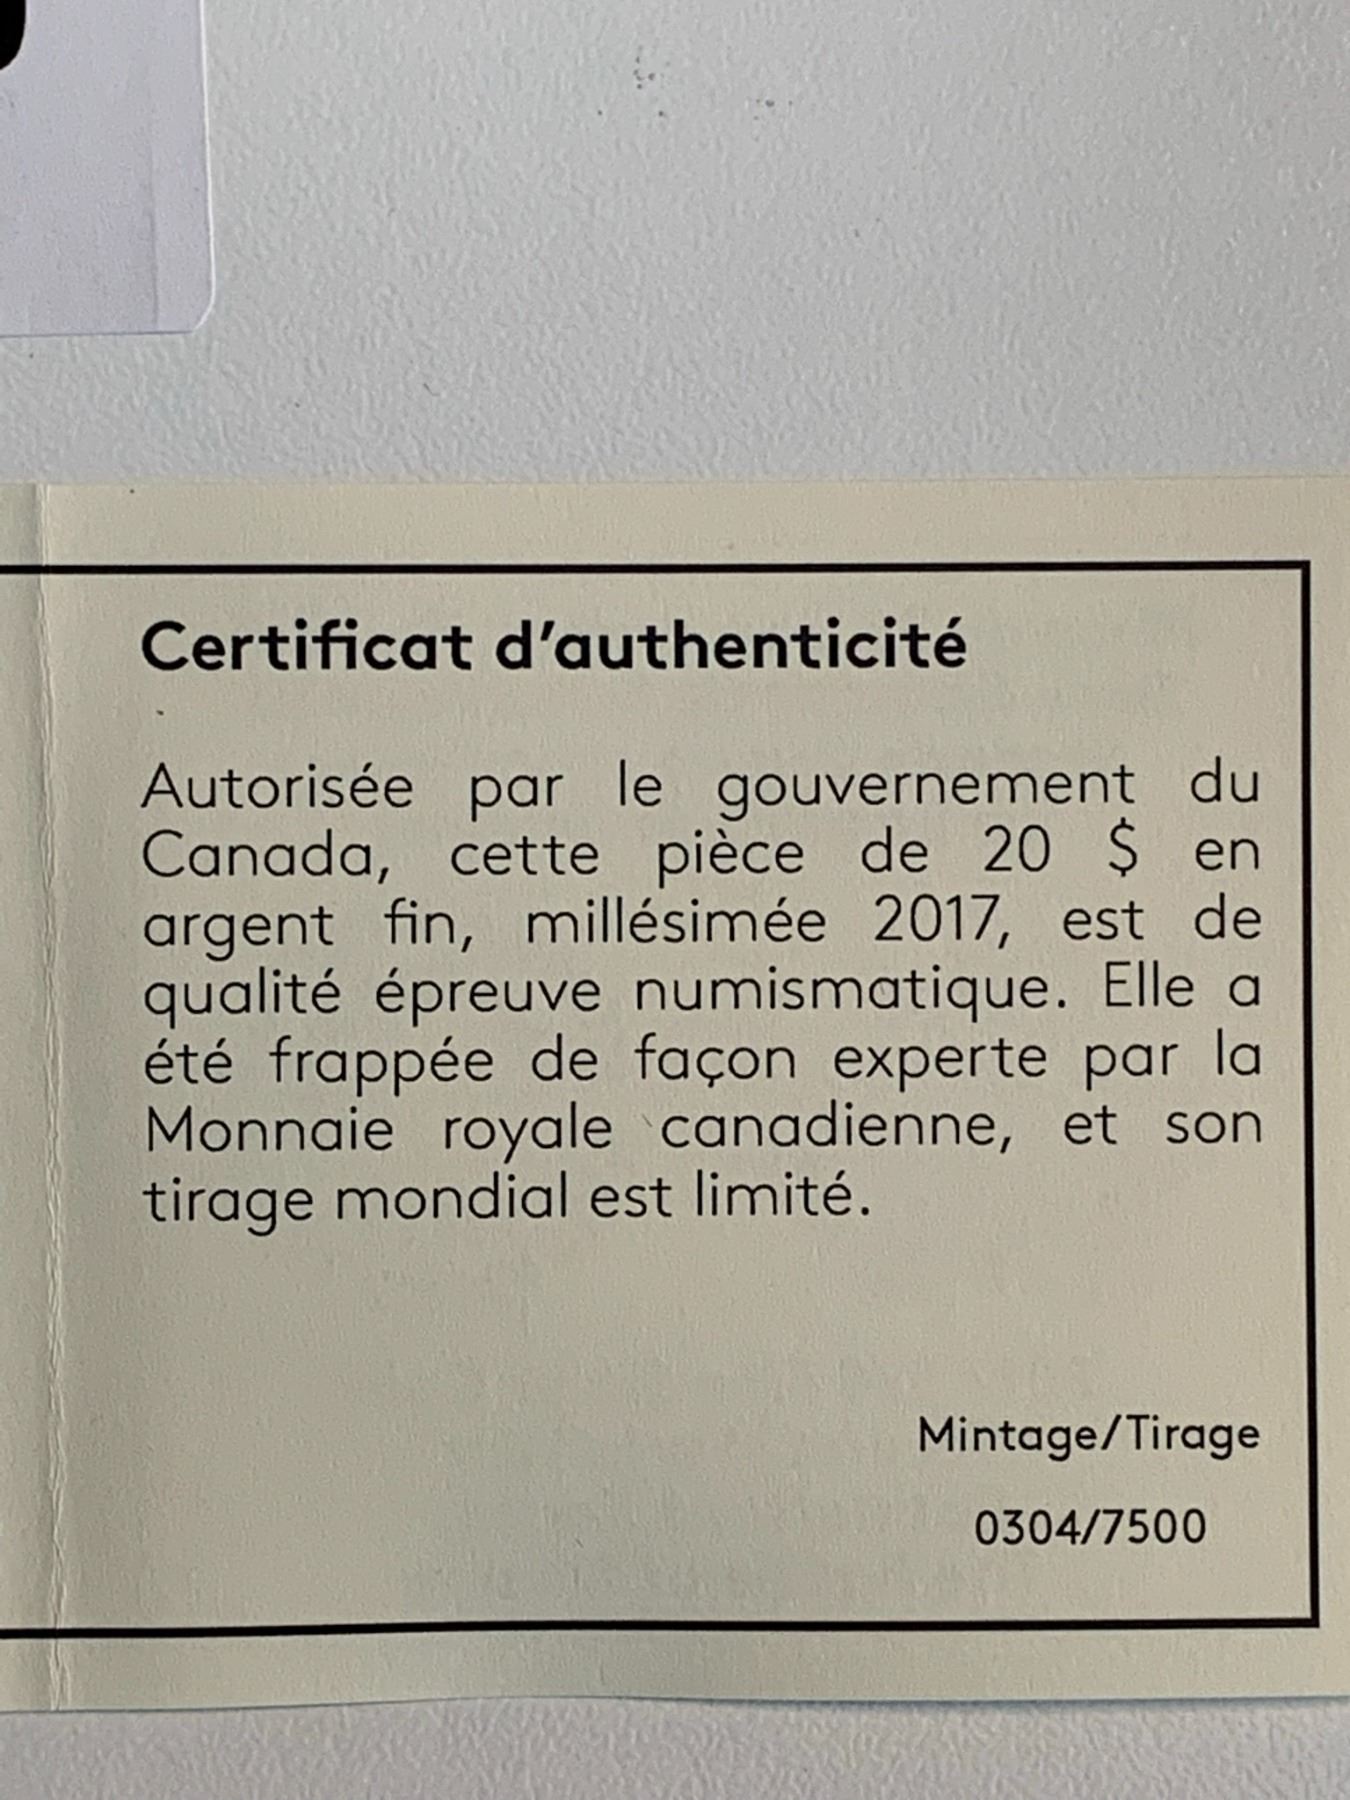 Certificat d'authenticité
Autorisée par le gouvernement du
Canada, cette pièce de 20 $ en
argent fin, millésimée 2017, est de
qualité épreuve numismatique. Elle a
été frappée de façon experte par la
Monnaie royale canadienne, et son
tirage mondial est limité.
Mintage/Tirage
0304/7500